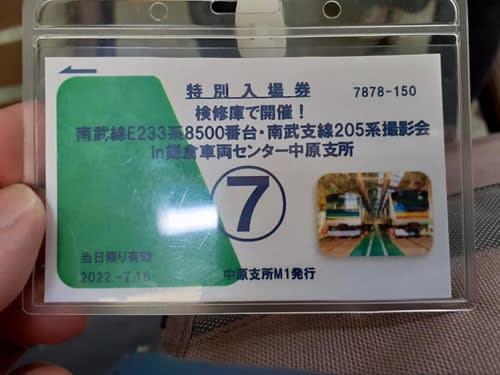 特別入場券
7878-150
検修庫で開催！
南武線E233系8500番台・南武支線205系撮影会
in鎌倉車両センター中原支所
7
当日限り有効
2022.-7.16
中原支所M1発行